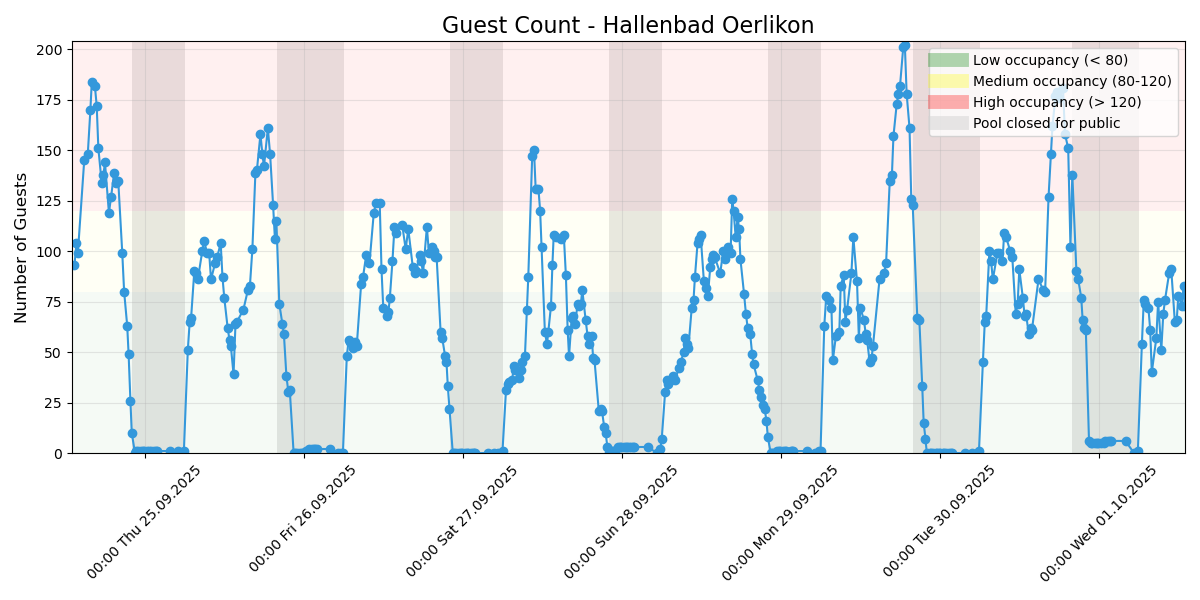 Guest Count - Hallenbad Oerlikon
Number of Guests
200
175
150
125
100
75
50
25
0
Low occupancy (< 80)
Medium occupancy (80-120)
High occupancy (> 120)
Pool closed for public
00:00 Thu 25.09.2025
00:00 Fri 26.09.2025
00:00 Sat 27.09.2025
00:00 Sun 28.09.2025
00:00 Mon 29.09.2025
00:00 Tue 30.09.2025
00:00 Wed 01.10.2025